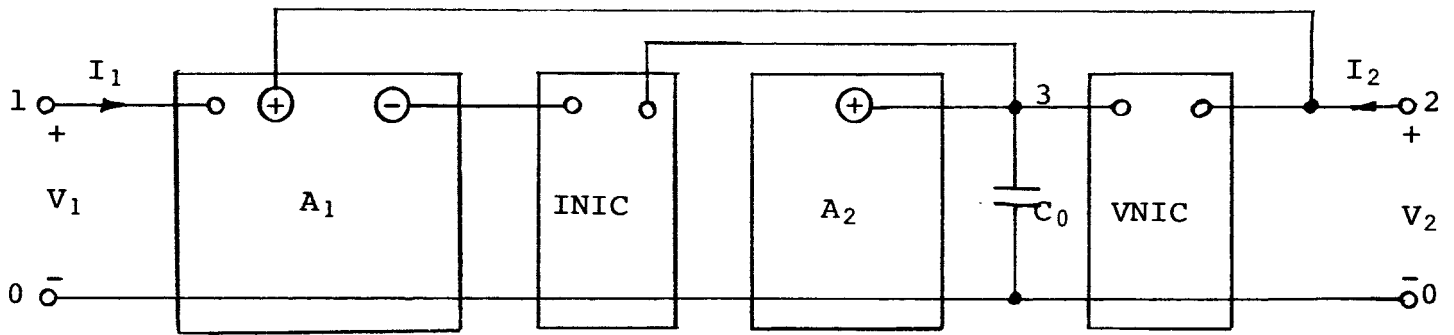 I₁ I₂
1 + − 3 2
+ + +
V₁ A₁ INIC A₂ C₀ VNIC V₂
− −
0 0